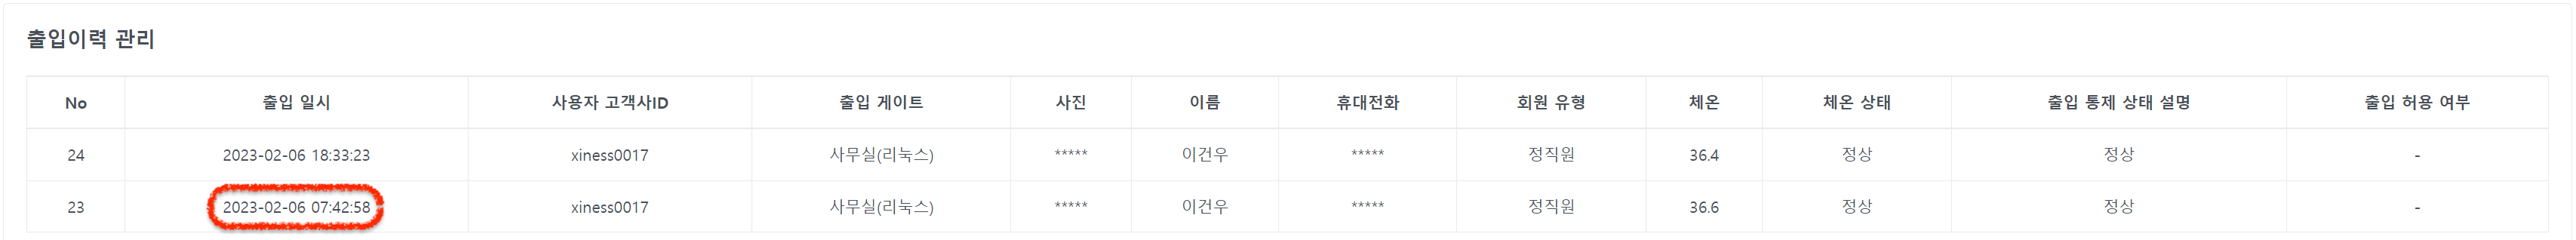 출입이력 관리
No 출입 일시 사용자 고객사ID 출입 게이트 사진 이름 휴대전화 회원 유형 체온 체온 상태 출입 통제 상태 설명 출입 허용 여부
24 2023-02-06 18:33:23 xiness0017 사무실(리눅스) ***** 이건우 ***** 정직원 36.4 정상 정상 -
23 2023-02-06 07:42:58 xiness0017 사무실(리눅스) ***** 이건우 ***** 정직원 36.6 정상 정상 -